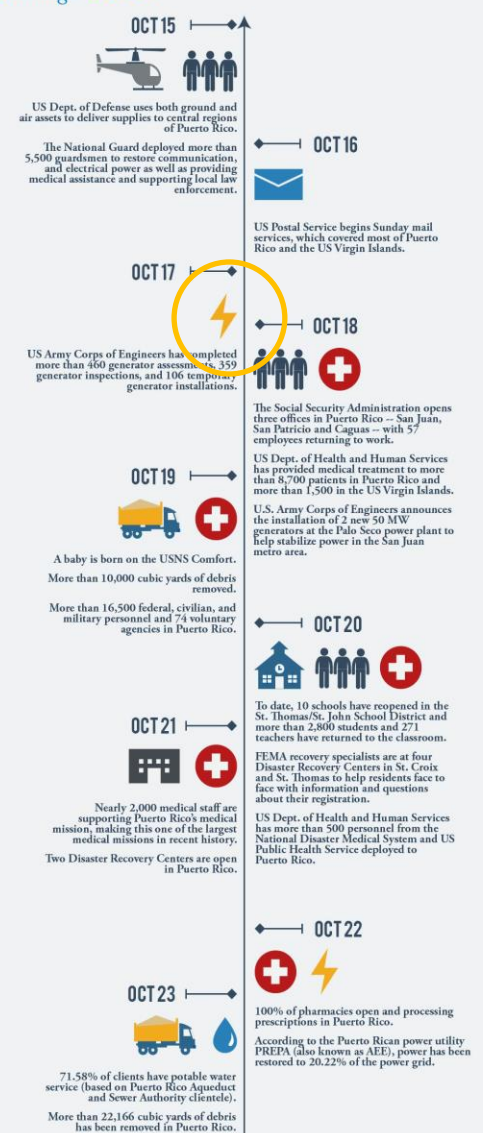 OCT 15
US Dept. of Defense uses both ground and
air assets to deliver supplies to central regions
of Puerto Rico.
The National Guard deployed more than
5,500 guardsmen to restore communication,
and electrical power as well as providing
medical assistance and supporting local law
enforcement.
OCT 16
US Postal Service begins Sunday mail
services, which covered most of Puerto
Rico and the US Virgin Islands.
OCT 17
US Army Corps of Engineers has completed
more than 460 generator assessments, 359
generator inspections, and 106 temporary
generator installations.
OCT 18
The Social Security Administration opens
three offices in Puerto Rico -- San Juan,
San Patricio and Caguas -- with 57
employees returning to work.
US Dept. of Health and Human Services
has provided medical treatment to more
than 8,700 patients in Puerto Rico and
more than 1,500 in the US Virgin Islands.
U.S. Army Corps of Engineers announces
the installation of 2 new 50 MW
generators at the Palo Seco power plant to
help stabilize power in the San Juan
metro area.
OCT 19
A baby is born on the USNS Comfort.
More than 10,000 cubic yards of debris
removed.
More than 16,500 federal, civilian, and
military personnel and 74 voluntary
agencies in Puerto Rico.
OCT 20
To date, 10 schools have reopened in the
St. Thomas/St. John School District and
more than 2,800 students and 271
teachers have returned to the classroom.
FEMA recovery specialists are at four
Disaster Recovery Centers in St. Croix
and St. Thomas to help residents face to
face with information and questions
about their registration.
US Dept. of Health and Human Services
has more than 500 personnel from the
National Disaster Medical System and US
Public Health Service deployed to
Puerto Rico.
OCT 21
Nearly 2,000 medical staff are
supporting Puerto Rico's medical
mission, making this one of the largest
medical missions in recent history.
Two Disaster Recovery Centers are open
in Puerto Rico.
OCT 22
100% of pharmacies open and processing
prescriptions in Puerto Rico.
According to the Puerto Rican power utility
PREPA (also known as AEE), power has been
restored to 20.22% of the power grid.
OCT 23
71.58% of clients have potable water
service (based on Puerto Rico Aqueduct
and Sewer Authority clientele).
More than 22,166 cubic yards of debris
has been removed in Puerto Rico.